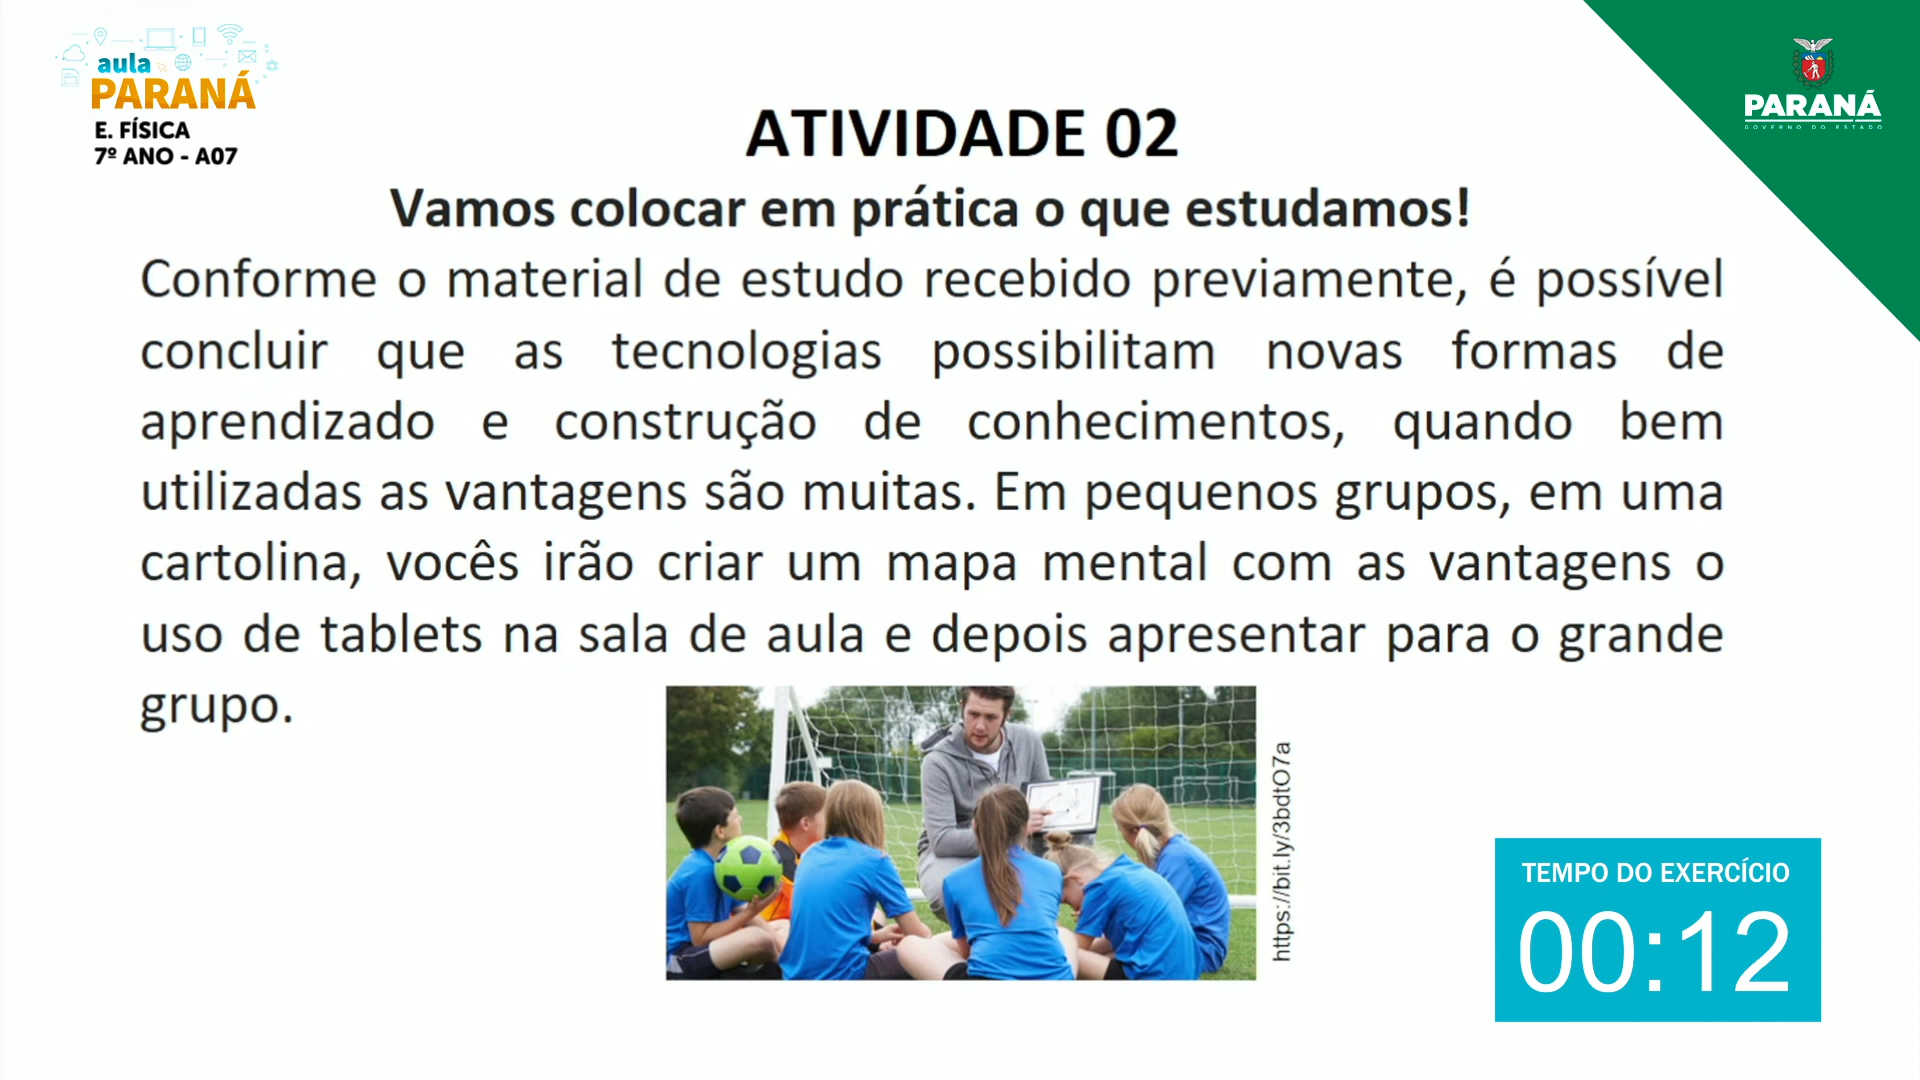 aula
PARANÁ
E. FÍSICA
7º ANO - A07
PARANÁ
GOVERNO DO ESTADO
ATIVIDADE 02
Vamos colocar em prática o que estudamos!
Conforme o material de estudo recebido previamente, é possível
concluir que as tecnologias possibilitam novas formas de
aprendizado e construção de conhecimentos, quando bem
utilizadas as vantagens são muitas. Em pequenos grupos, em uma
cartolina, vocês irão criar um mapa mental com as vantagens o
uso de tablets na sala de aula e depois apresentar para o grande
grupo.
https://bit.ly/3bdtO7a
TEMPO DO EXERCÍCIO
00:12